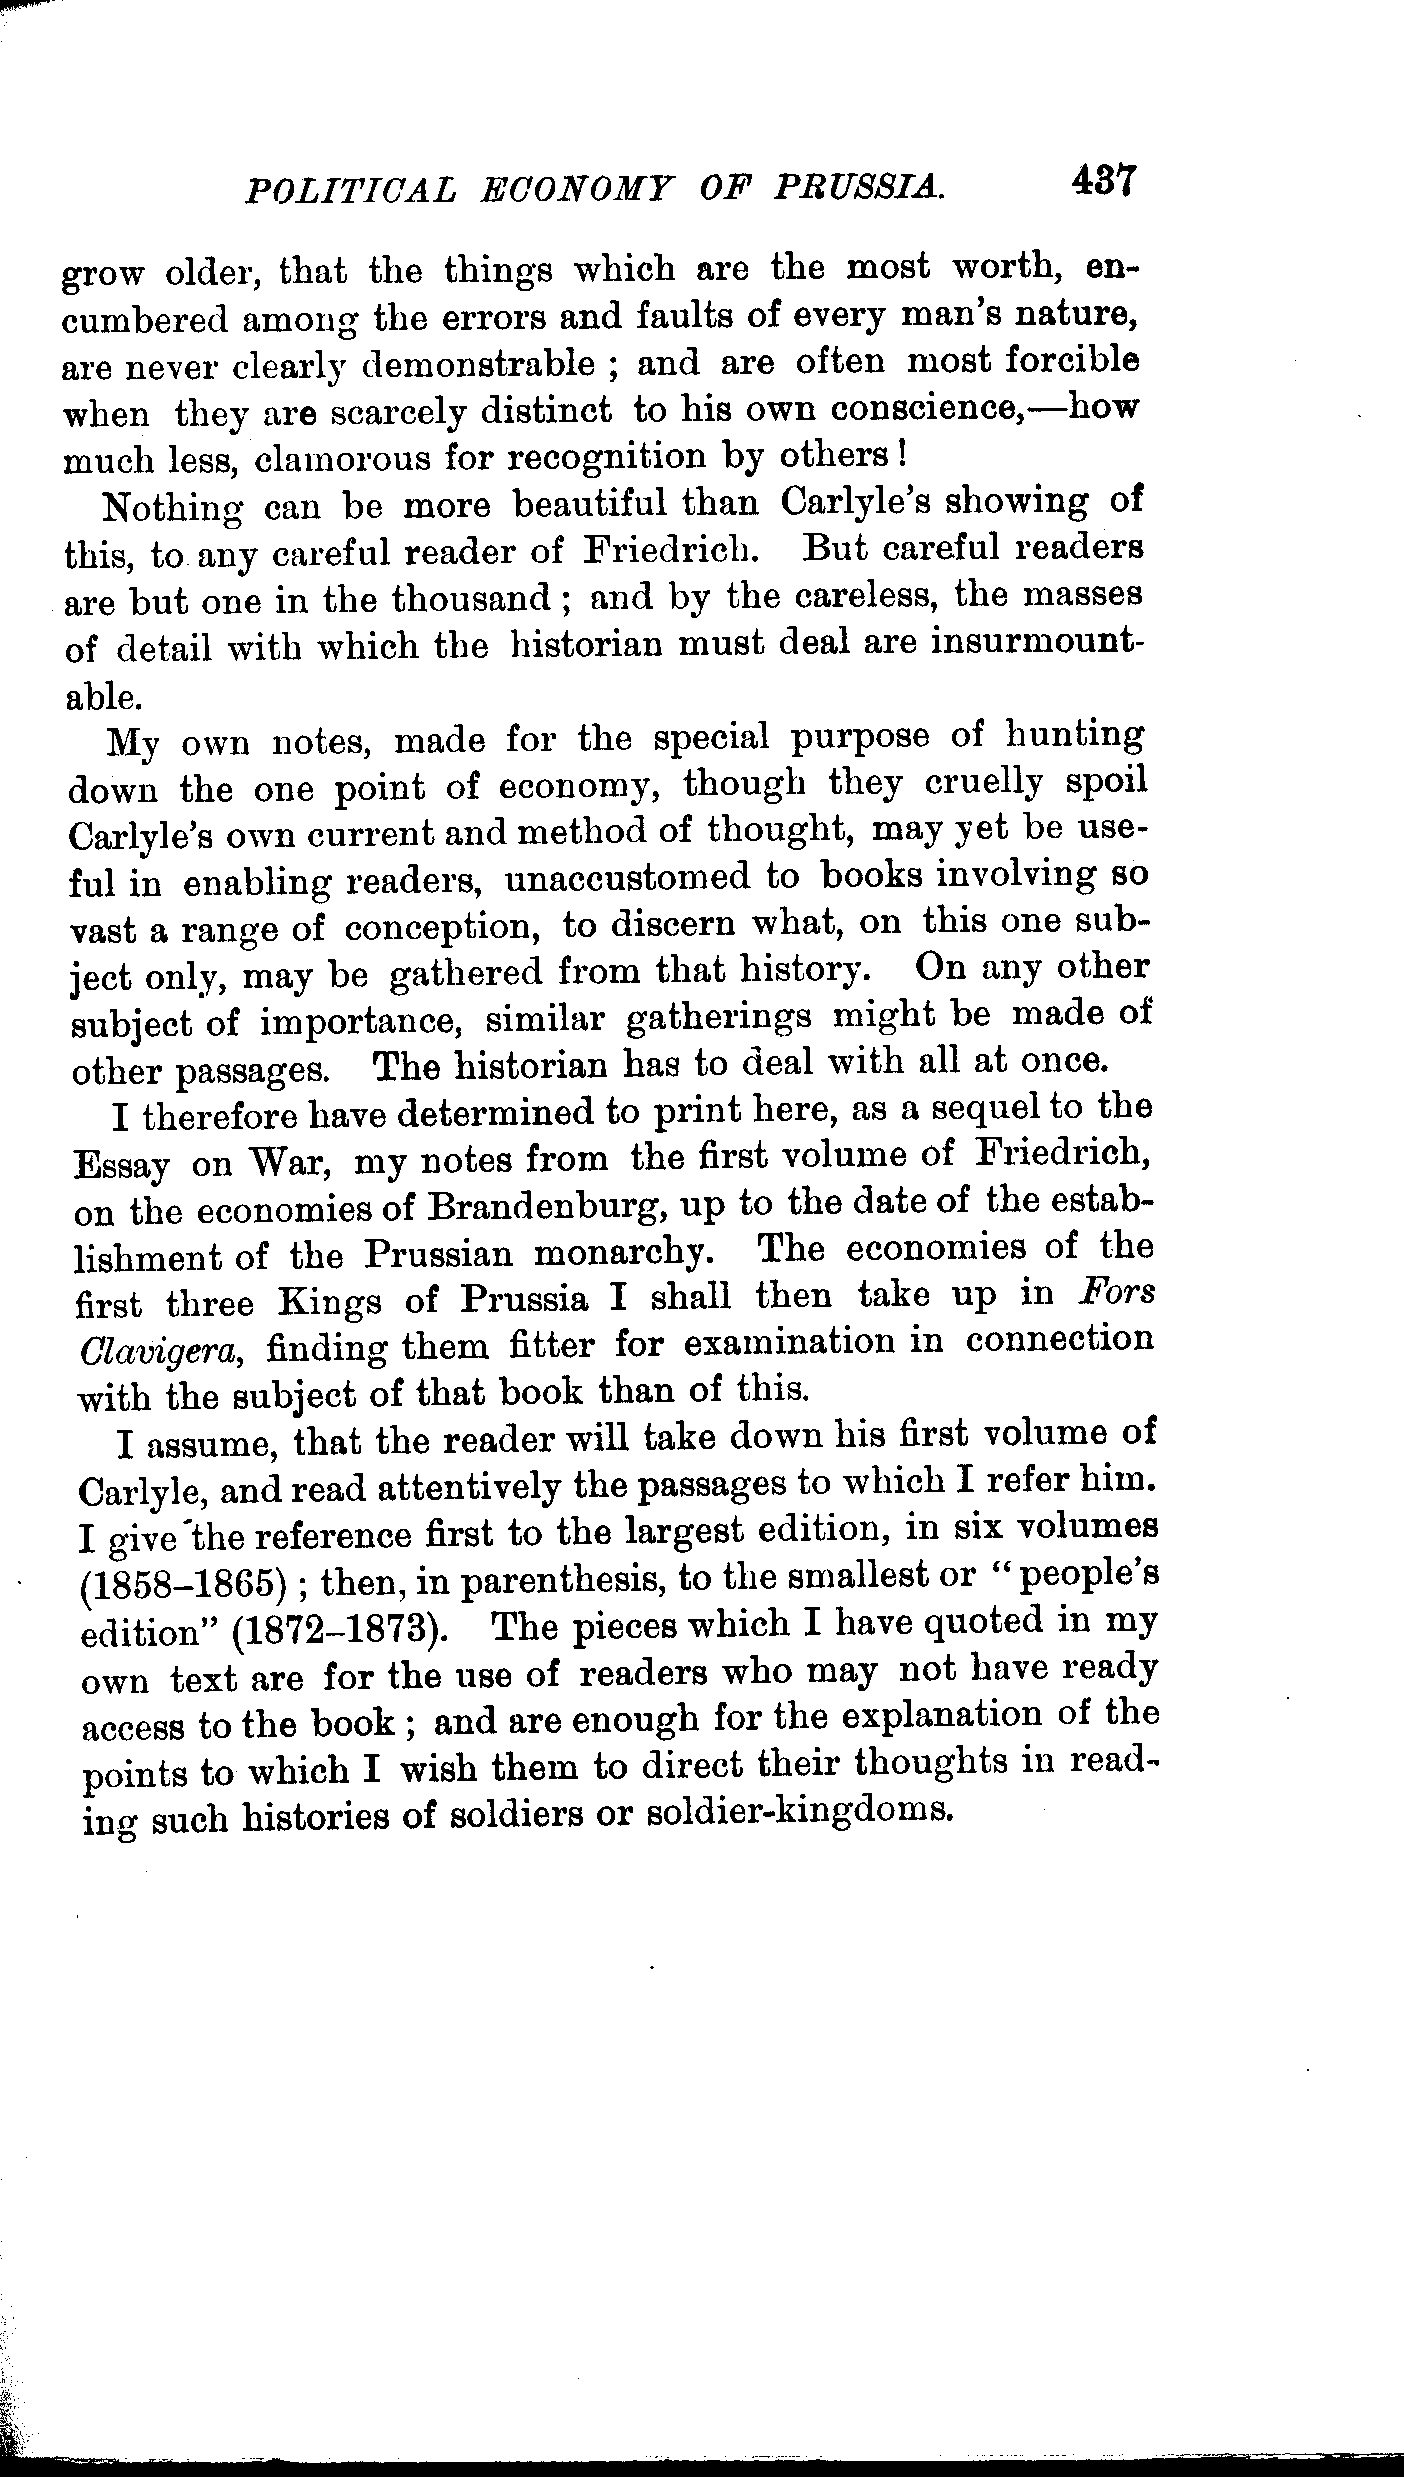 POLITICAL ECONOMY OF PRUSSIA. 437
grow older, that the things which are the most worth, en-
cumbered among the errors and faults of every man's nature,
are never clearly demonstrable ; and are often most forcible
when they are scarcely distinct to his own conscience,—how
much less, clamorous for recognition by others !
Nothing can be more beautiful than Carlyle's showing of
this, to any careful reader of Friedrich. But careful readers
are but one in the thousand ; and by the careless, the masses
of detail with which the historian must deal are insurmount-
able.
My own notes, made for the special purpose of hunting
down the one point of economy, though they cruelly spoil
Carlyle's own current and method of thought, may yet be use-
ful in enabling readers, unaccustomed to books involving so
vast a range of conception, to discern what, on this one sub-
ject only, may be gathered from that history. On any other
subject of importance, similar gatherings might be made of
other passages. The historian has to deal with all at once.
I therefore have determined to print here, as a sequel to the
Essay on War, my notes from the first volume of Friedrich,
on the economies of Brandenburg, up to the date of the estab-
lishment of the Prussian monarchy. The economies of the
first three Kings of Prussia I shall then take up in Fors
Clavigera, finding them fitter for examination in connection
with the subject of that book than of this.
I assume, that the reader will take down his first volume of
Carlyle, and read attentively the passages to which I refer him.
I give the reference first to the largest edition, in six volumes
(1858–1865) ; then, in parenthesis, to the smallest or “ people's
edition” (1872–1873). The pieces which I have quoted in my
own text are for the use of readers who may not have ready
access to the book ; and are enough for the explanation of the
points to which I wish them to direct their thoughts in read-
ing such histories of soldiers or soldier-kingdoms.